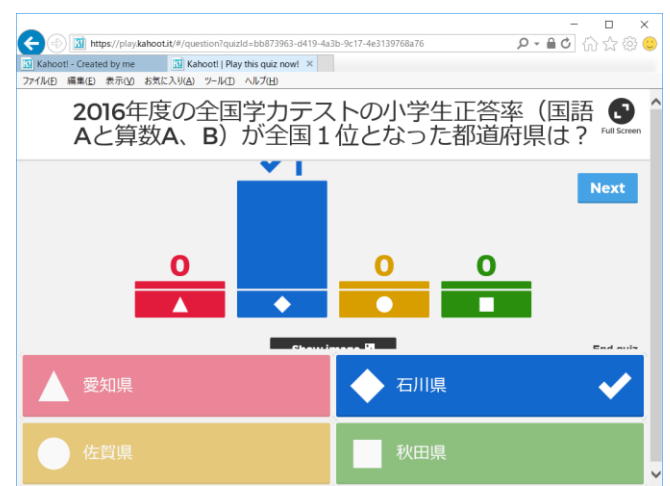 https://play.kahoot.it/#/question?quizId=bb873963-d419-4a3b-9c17-4e3139768a76
Kahoot! - Created by me
Kahoot! | Play this quiz now! ×
ファイル(F) 編集(E) 表示(V) お気に入り(A) ツール(T) ヘルプ(H)
2016年度の全国学力テストの小学生正答率（国語
Aと算数A、B）が全国１位となった都道府県は？
Full Screen
1
Next
0
0
0
Show image
End quiz
愛知県
石川県
佐賀県
秋田県